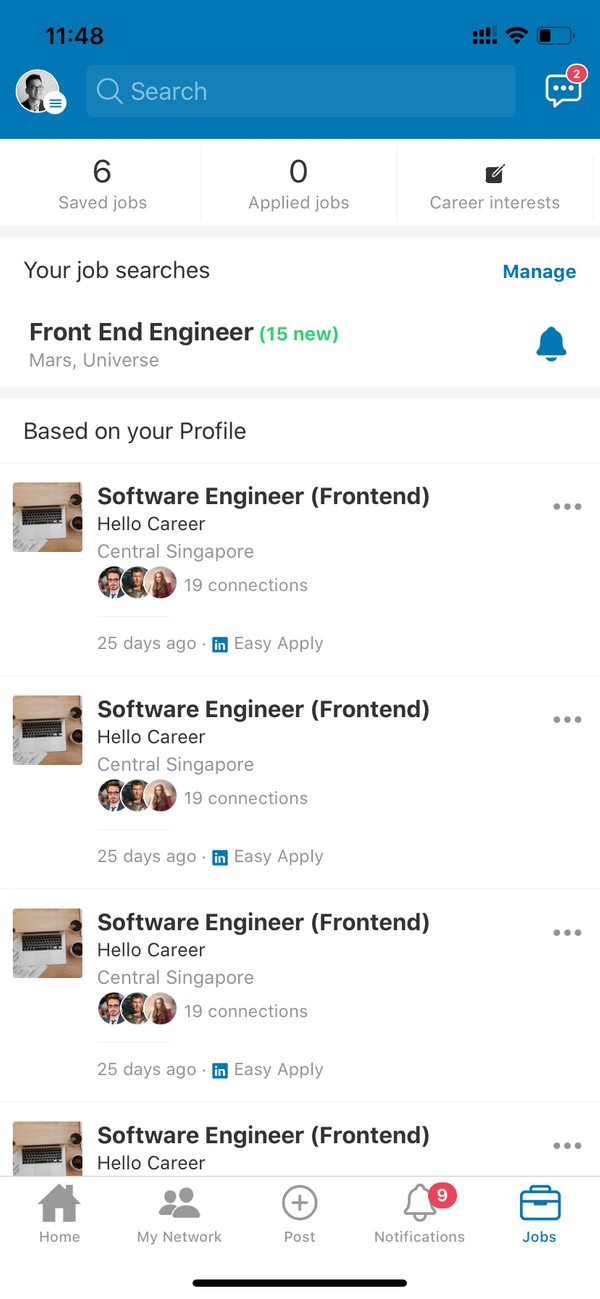 11:48
Search
2
6
Saved jobs
0
Applied jobs
Career interests
Your job searches
Manage
Front End Engineer (15 new)
Mars, Universe
Based on your Profile
Software Engineer (Frontend)
Hello Career
Central Singapore
19 connections
25 days ago · in Easy Apply
Software Engineer (Frontend)
Hello Career
Central Singapore
19 connections
25 days ago · in Easy Apply
Software Engineer (Frontend)
Hello Career
Central Singapore
19 connections
25 days ago · in Easy Apply
Software Engineer (Frontend)
Hello Career
9
Home
My Network
Post
Notifications
Jobs